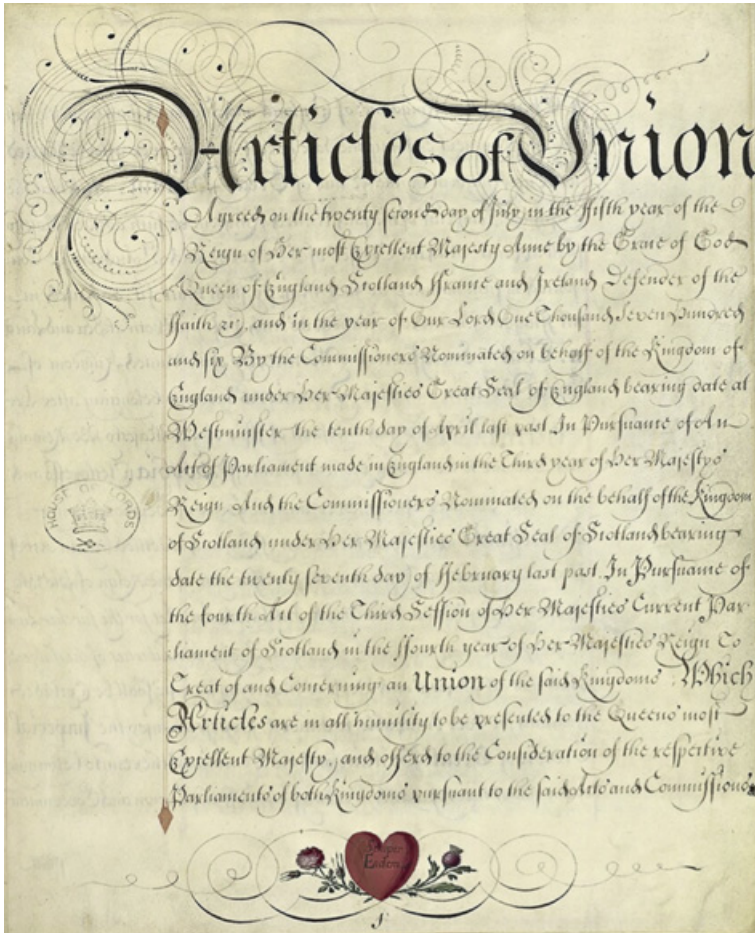 Articles of Union
Agreed on the twenty second day of July in the ffifth year of the
Reign of Her most Excellent Majesty Anne by the Grace of God
Queen of England Scotland ffrance and Ireland Defender of the
ffaith &c. and in the year of Our Lord One Thousand Seven Hundred
and six By the Commissioners Nominated on behalf of the Kingdom of
England under Her Majesties Great Seal of England bearing date at
Westminster the tenth day of April last past In Pursuance of An
Act of Parliament made in England in the Third year of Her Majestys
Reign And the Commissioners Nominated on the behalf of the Kingdom
of Scotland under Her Majesties Great Seal of Scotland bearing
date the twenty seventh day of ffebruary last past In Pursuance of
the fourth Act of the Third Session of Her Majesties Current Par
liament of Scotland in the ffourth year of Her Majesties Reign To
Treat of and Concerning an Union of the said Kingdoms Which
Articles are in all humility to be presented to the Queens most
Excellent Majesty, and offerd to the Consideration of the respective
Parliaments of both Kingdoms pursuant to the said Acts and Commissions
HOUSE OF LORDS
Semper
Eadem